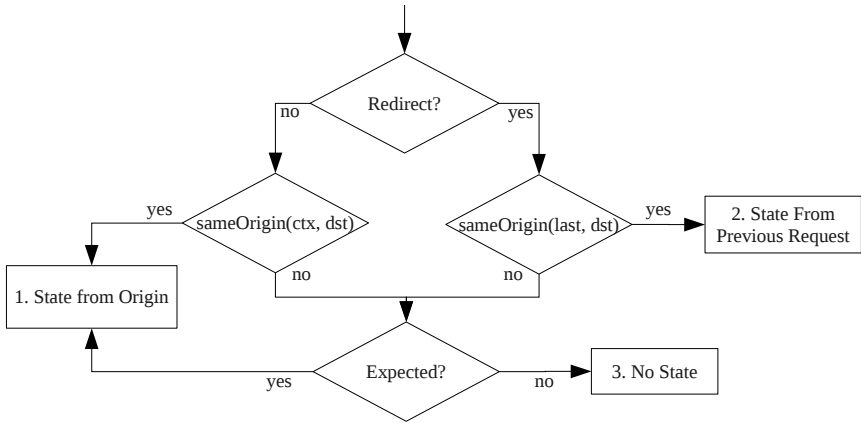 Redirect?
no
yes
yes
sameOrigin(ctx, dst)
sameOrigin(last, dst)
yes
2. State From
Previous Request
no
no
1. State from Origin
yes
Expected?
no
3. No State